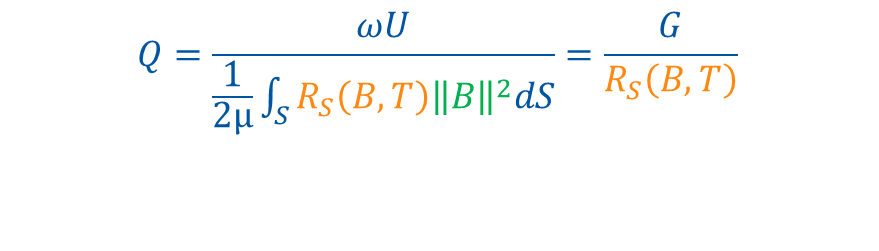 Q = ωU / (1/2μ ∫_S R_S(B, T)‖B‖² dS) = G / R_S(B, T)